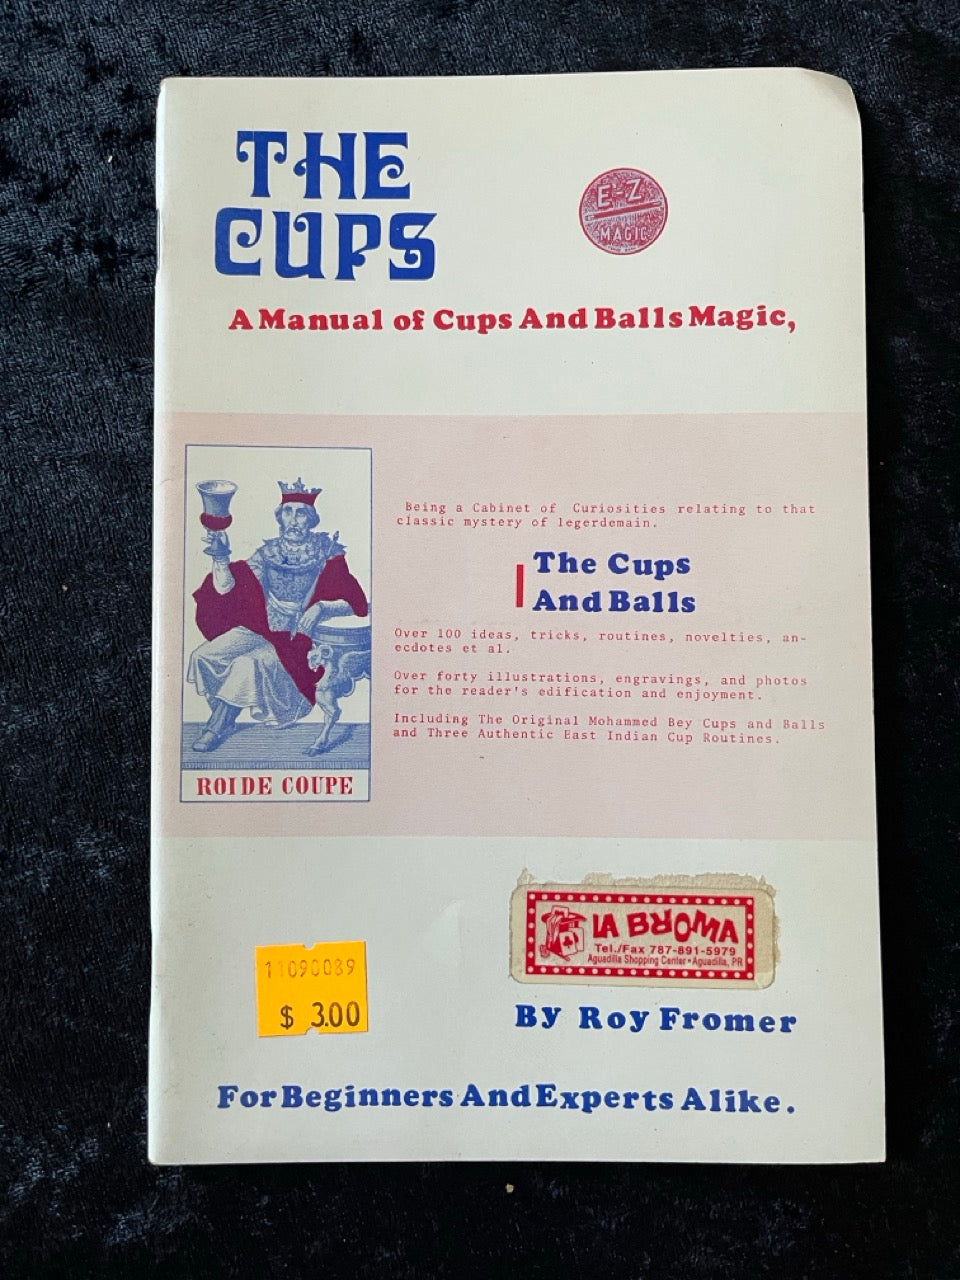 THE
CUPS
E-Z
MAGIC
A Manual of Cups And Balls Magic,
Being a Cabinet of Curiosities relating to that
classic mystery of legerdemain.
The Cups
And Balls
Over 100 ideas, tricks, routines, novelties, an-
ecdotes et al.
Over forty illustrations, engravings, and photos
for the reader's edification and enjoyment.
Including The Original Mohammed Bey Cups and Balls
and Three Authentic East Indian Cup Routines.
ROI DE COUPE
LA BROMA
Tel./Fax 787-891-5979
Aguadilla Shopping Center • Aguadilla, PR
11090089
$ 3.00
By Roy Fromer
For Beginners And Experts Alike.